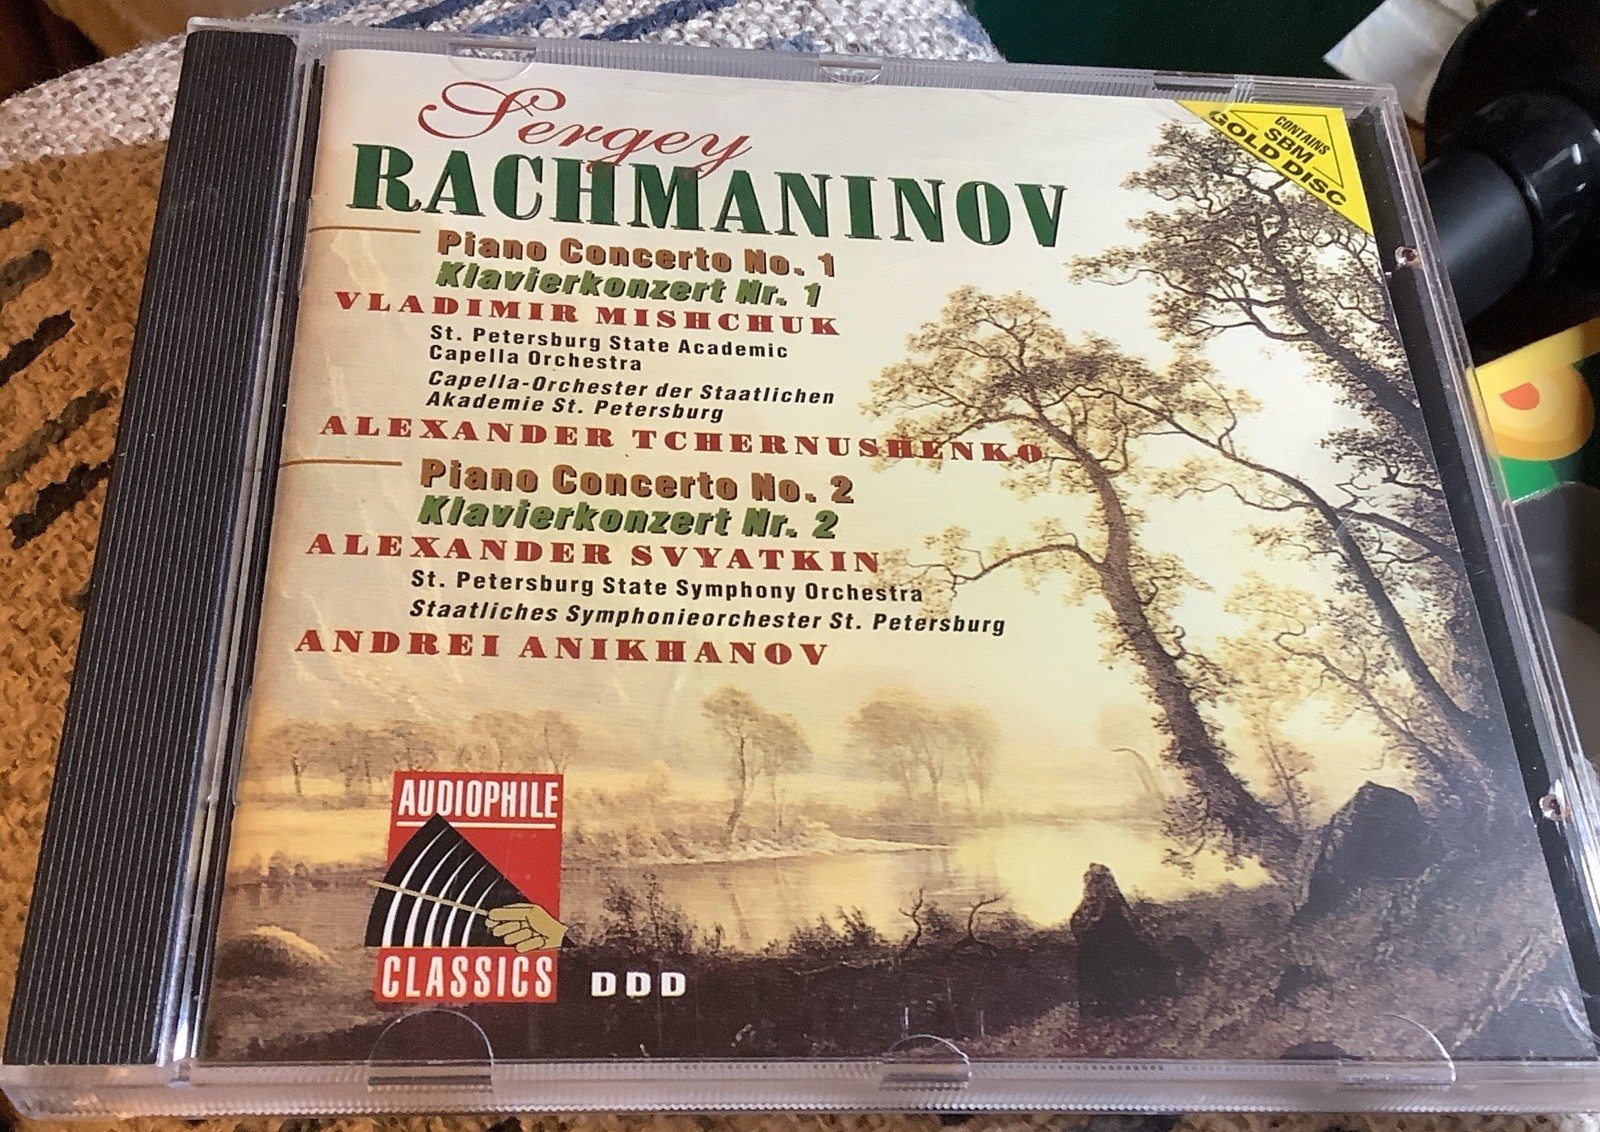 Sergey
RACHMANINOV
CONTAINS
SBM
GOLD DISC
Piano Concerto No. 1
Klavierkonzert Nr. 1
VLADIMIR MISHCHUK
St. Petersburg State Academic
Capella Orchestra
Capella-Orchester der Staatlichen
Akademie St. Petersburg
ALEXANDER TCHERNUSHENKO
Piano Concerto No. 2
Klavierkonzert Nr. 2
ALEXANDER SVYATKIN
St. Petersburg State Symphony Orchestra
Staatliches Symphonieorchester St. Petersburg
ANDREI ANIKHANOV
AUDIOPHILE
CLASSICS
DDD